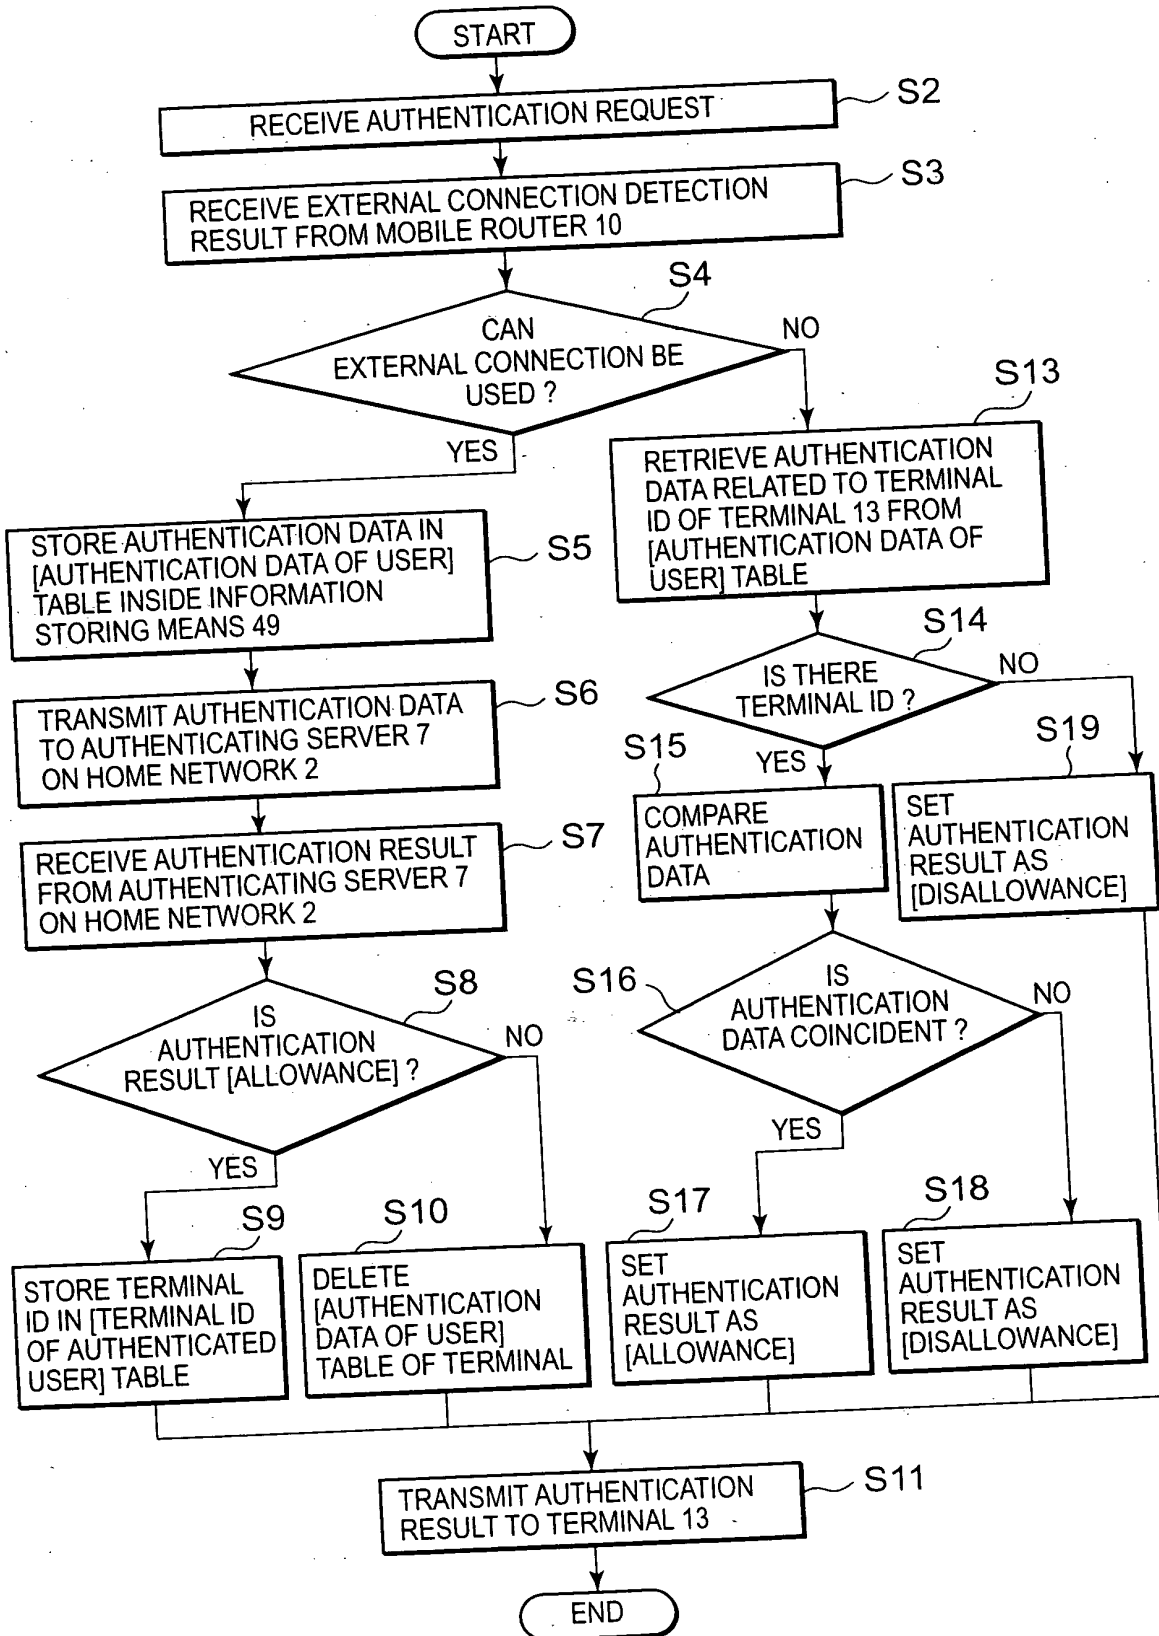 START
RECEIVE AUTHENTICATION REQUEST
S2
RECEIVE EXTERNAL CONNECTION DETECTION
RESULT FROM MOBILE ROUTER 10
S3
S4
CAN
EXTERNAL CONNECTION BE
USED ?
NO
YES
S13
RETRIEVE AUTHENTICATION
DATA RELATED TO TERMINAL
ID OF TERMINAL 13 FROM
[AUTHENTICATION DATA OF
USER] TABLE
STORE AUTHENTICATION DATA IN
[AUTHENTICATION DATA OF USER]
TABLE INSIDE INFORMATION
STORING MEANS 49
S5
S14
IS THERE
TERMINAL ID ?
NO
YES
TRANSMIT AUTHENTICATION DATA
TO AUTHENTICATING SERVER 7
ON HOME NETWORK 2
S6
S15
COMPARE
AUTHENTICATION
DATA
S19
SET
AUTHENTICATION
RESULT AS
[DISALLOWANCE]
RECEIVE AUTHENTICATION RESULT
FROM AUTHENTICATING SERVER 7
ON HOME NETWORK 2
S7
S8
IS
AUTHENTICATION
RESULT [ALLOWANCE] ?
NO
YES
S16
IS
AUTHENTICATION
DATA COINCIDENT ?
NO
YES
S9
STORE TERMINAL
ID IN [TERMINAL ID
OF AUTHENTICATED
USER] TABLE
S10
DELETE
[AUTHENTICATION
DATA OF USER]
TABLE OF TERMINAL
S17
SET
AUTHENTICATION
RESULT AS
[ALLOWANCE]
S18
SET
AUTHENTICATION
RESULT AS
[DISALLOWANCE]
TRANSMIT AUTHENTICATION
RESULT TO TERMINAL 13
S11
END